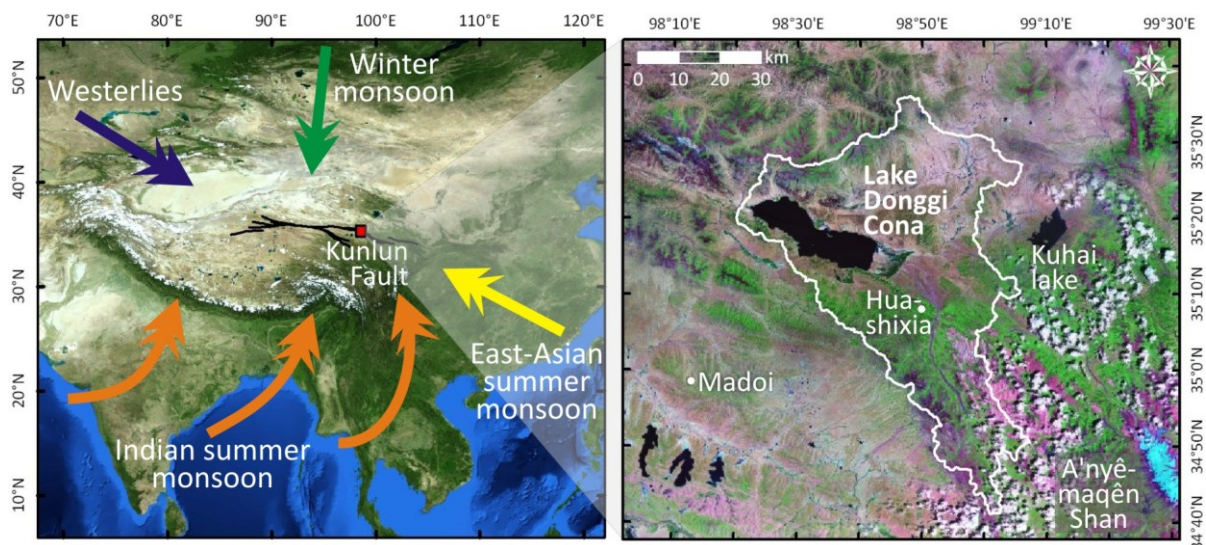 70°E 80°E 90°E 100°E 110°E 120°E
50°N
40°N
30°N
20°N
10°N
Westerlies
Winter
monsoon
Kunlun
Fault
East-Asian
summer
monsoon
Indian summer
monsoon
98°10'E 98°30'E 98°50'E 99°10'E 99°30'E
0 10 20 30 km
35°30'N
35°20'N
35°10'N
35°0'N
34°50'N
34°40'N
Lake
Donggi
Cona
Kuhai
lake
Hua-
shixia
Madoi
A'nyê-
maqên
Shan